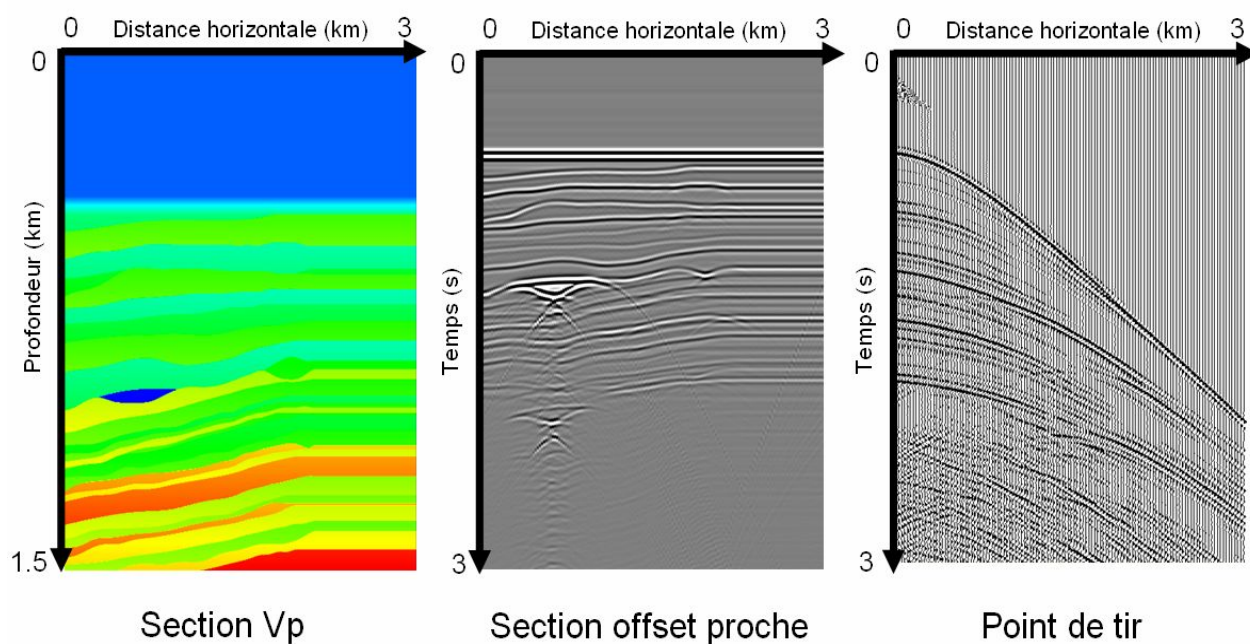 0 Distance horizontale (km) 3
0 Distance horizontale (km) 3
0 Distance horizontale (km) 3
0
Profondeur (km)
1.5
0
Temps (s)
3
0
Temps (s)
3
Section Vp
Section offset proche
Point de tir